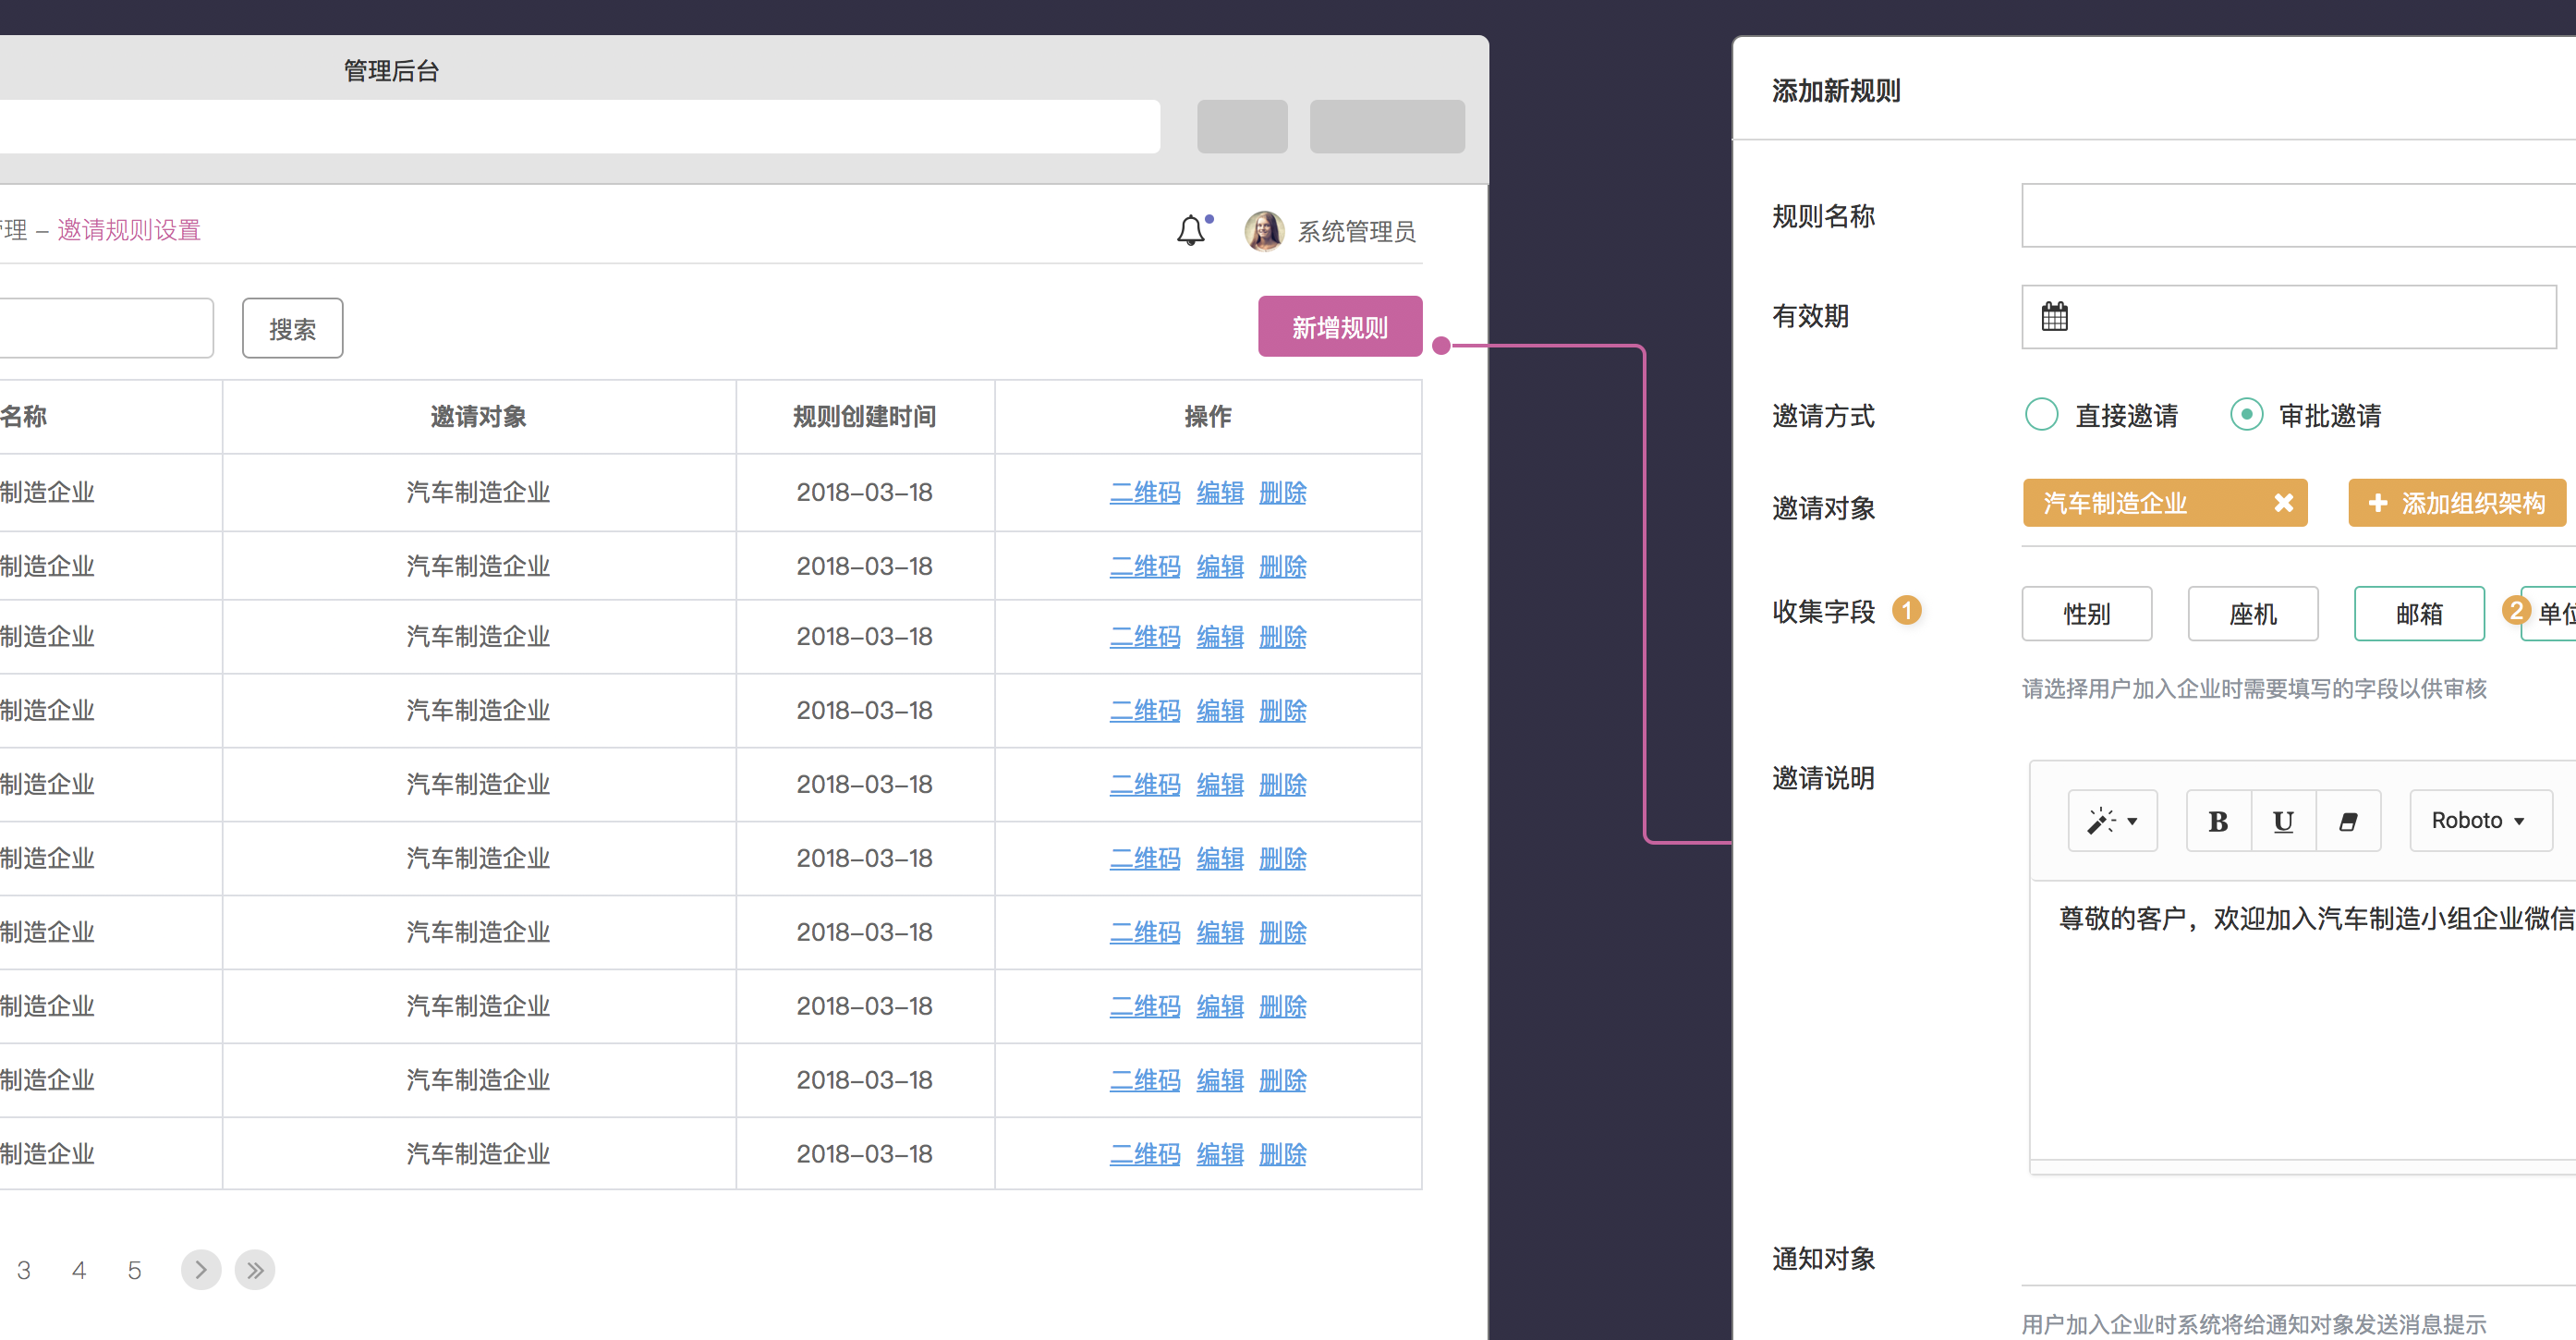 管理后台
理 – 邀请规则设置
系统管理员
搜索
新增规则
名称 邀请对象 规则创建时间 操作
制造企业 汽车制造企业 2018–03–18 二维码 编辑 删除
制造企业 汽车制造企业 2018–03–18 二维码 编辑 删除
制造企业 汽车制造企业 2018–03–18 二维码 编辑 删除
制造企业 汽车制造企业 2018–03–18 二维码 编辑 删除
制造企业 汽车制造企业 2018–03–18 二维码 编辑 删除
制造企业 汽车制造企业 2018–03–18 二维码 编辑 删除
制造企业 汽车制造企业 2018–03–18 二维码 编辑 删除
制造企业 汽车制造企业 2018–03–18 二维码 编辑 删除
制造企业 汽车制造企业 2018–03–18 二维码 编辑 删除
制造企业 汽车制造企业 2018–03–18 二维码 编辑 删除
3 4 5
添加新规则
规则名称
有效期
邀请方式 直接邀请 审批邀请
邀请对象 汽车制造企业 添加组织架构
收集字段 1 性别 座机 邮箱 2 单位
请选择用户加入企业时需要填写的字段以供审核
邀请说明
B U Roboto
尊敬的客户，欢迎加入汽车制造小组企业微信
通知对象
用户加入企业时系统将给通知对象发送消息提示